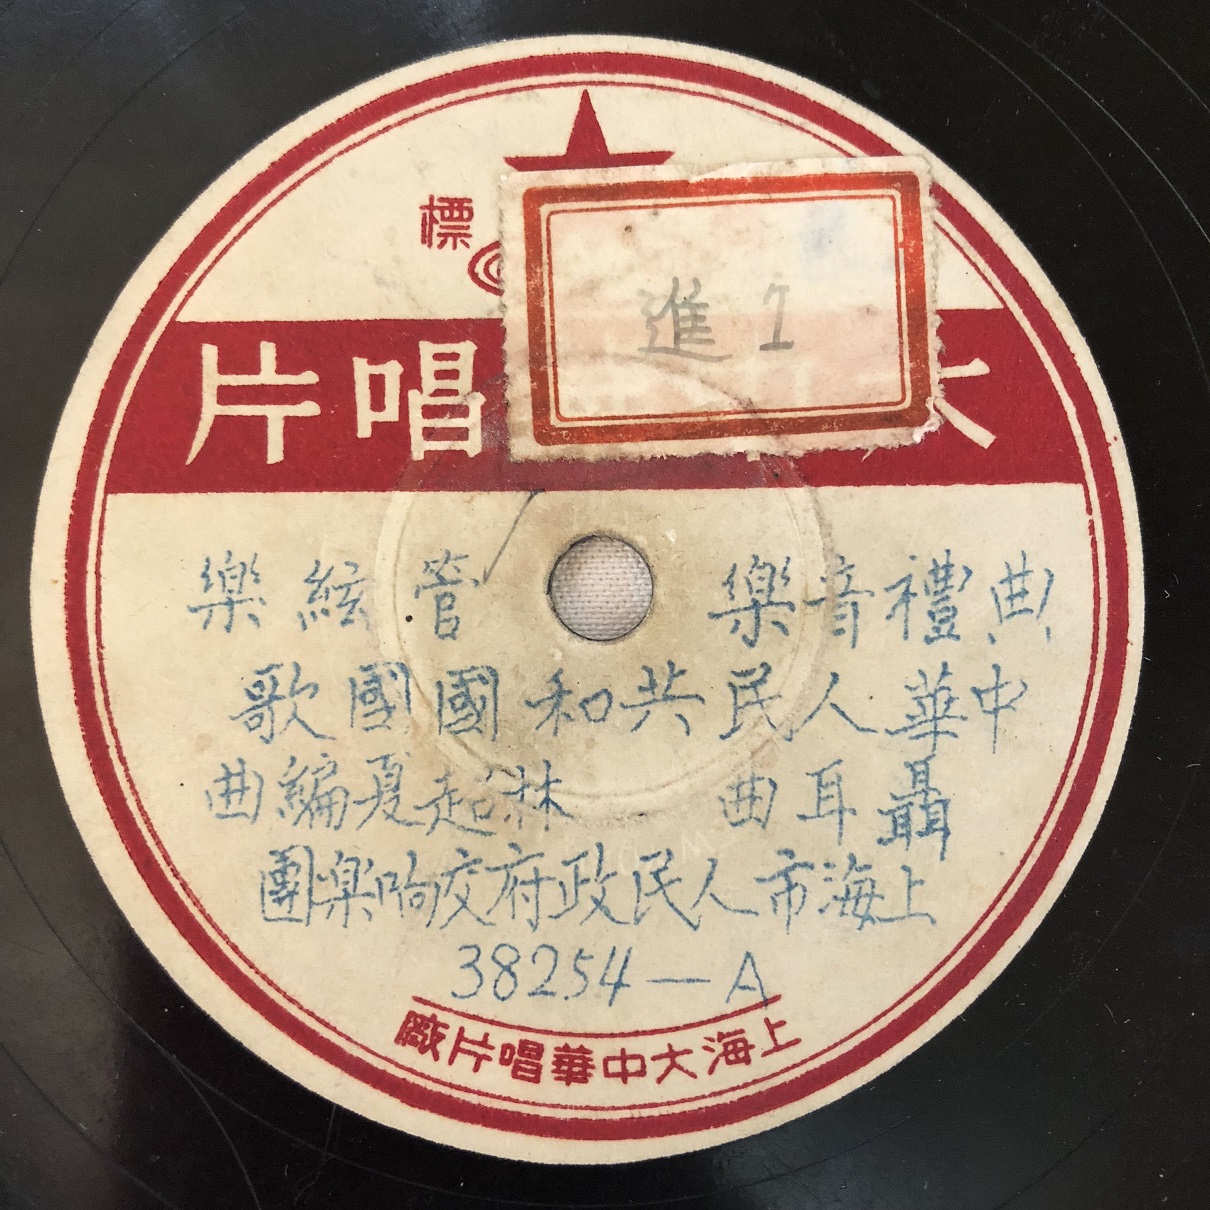 標
進 1
唱片
典禮音樂 管絃樂
中華人民共和國國歌
聶耳曲 林超夏編曲
上海市人民政府交响樂團
38254—A
上海大中華唱片廠